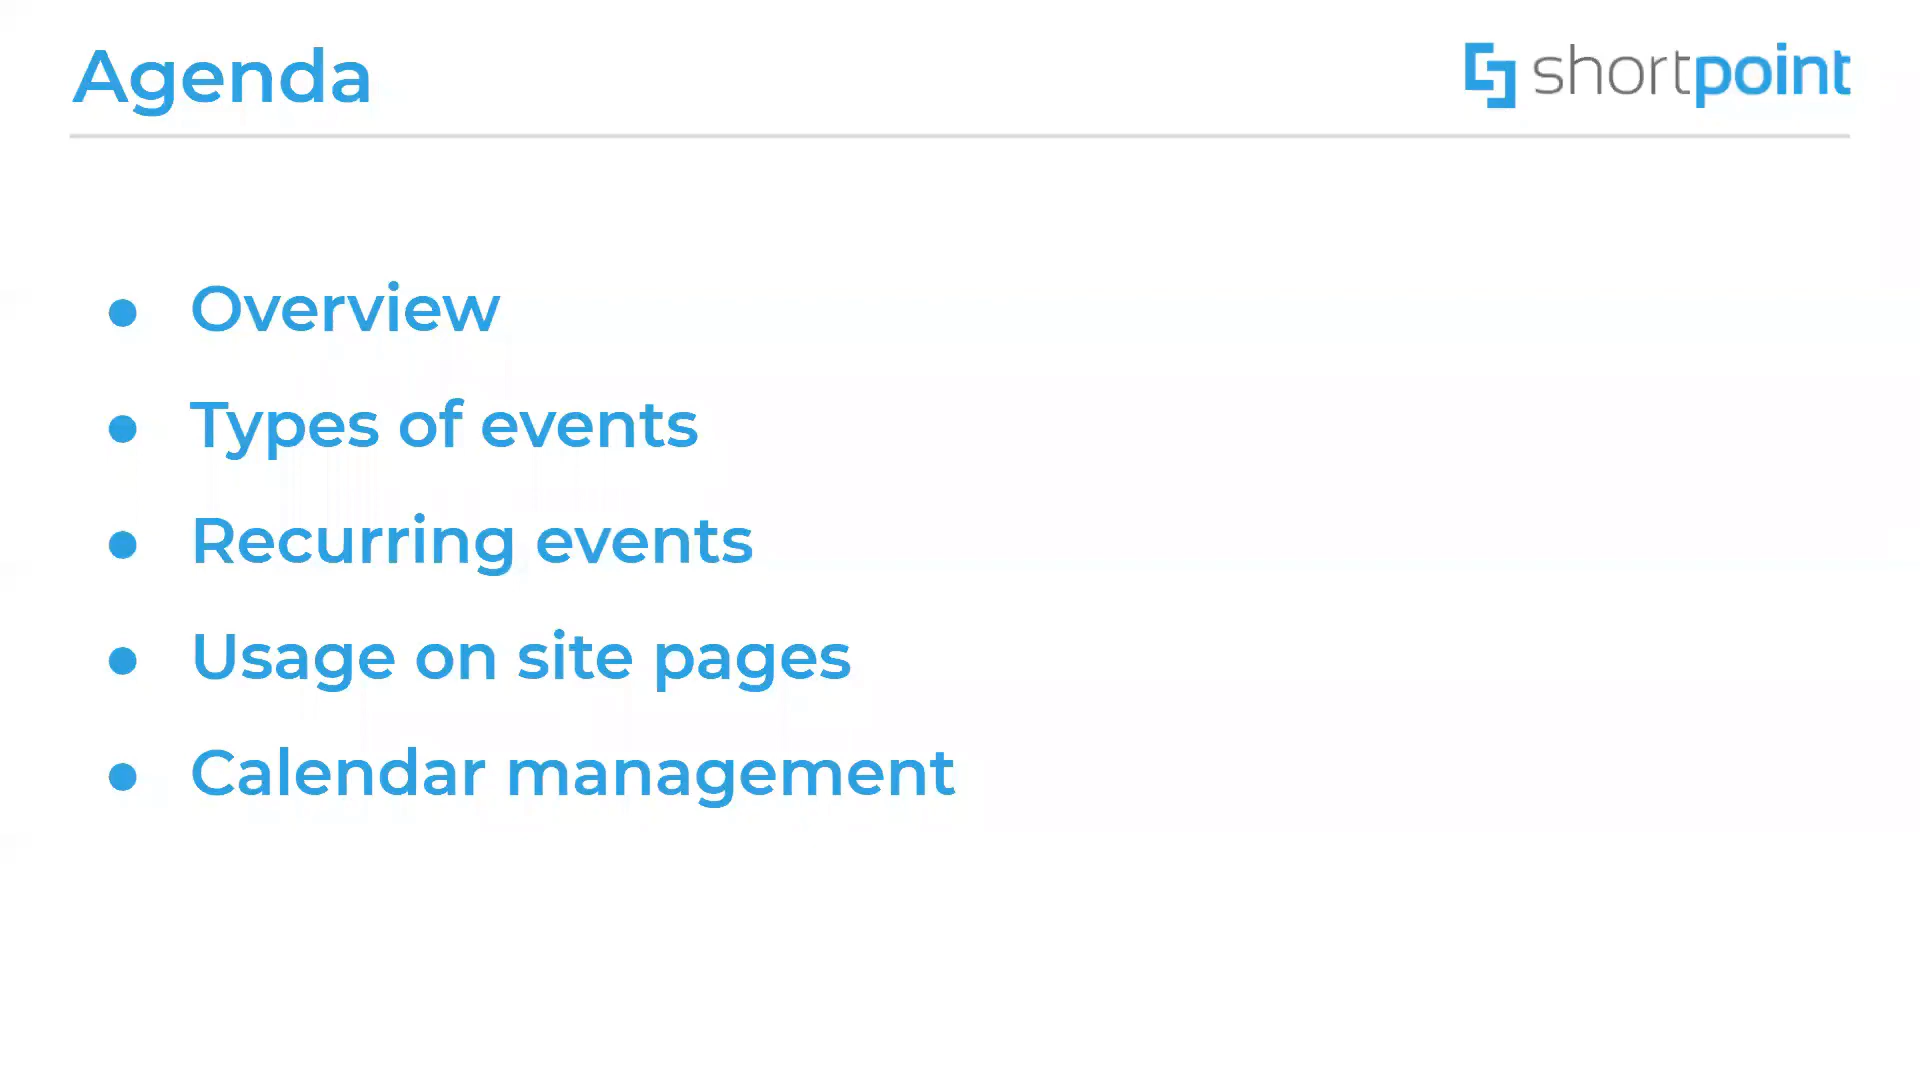 Agenda
shortpoint
● Overview
● Types of events
● Recurring events
● Usage on site pages
● Calendar management